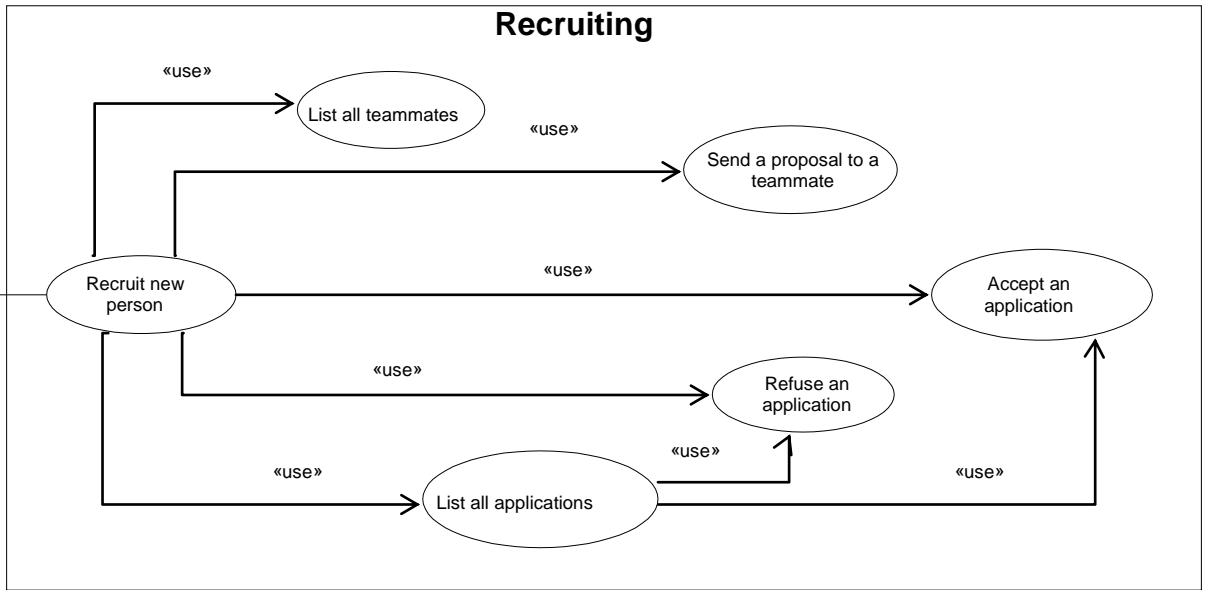 Recruiting
«use»
List all teammates
«use»
Send a proposal to a
teammate
«use»
Recruit new
person
Accept an
application
«use»
Refuse an
application
«use»
«use»
«use»
List all applications